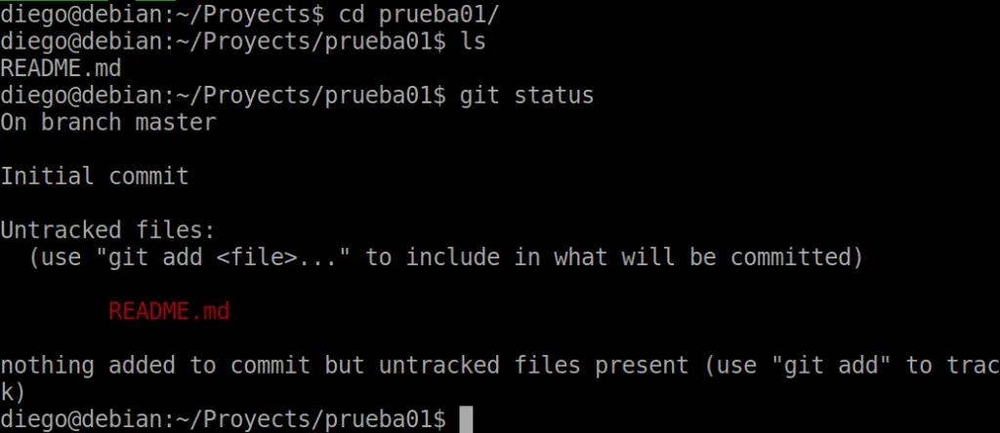 diego@debian:~/Proyects$ cd prueba01/
diego@debian:~/Proyects/prueba01$ ls
README.md
diego@debian:~/Proyects/prueba01$ git status
On branch master
Initial commit
Untracked files:
  (use "git add <file>..." to include in what will be committed)
        README.md
nothing added to commit but untracked files present (use "git add" to trac
k)
diego@debian:~/Proyects/prueba01$